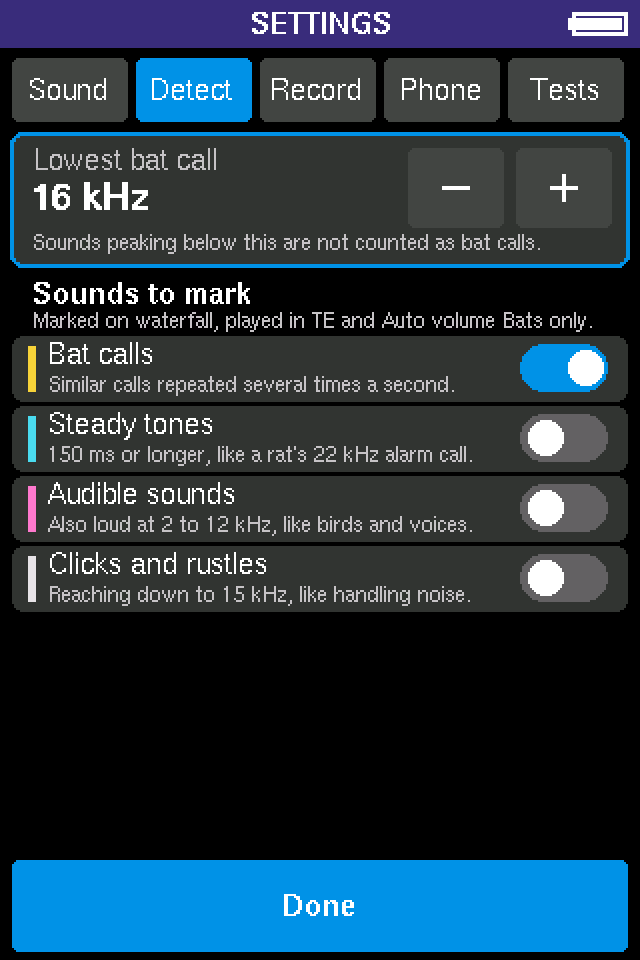 SETTINGS
Sound Detect Record Phone Tests
Lowest bat call
16 kHz
− +
Sounds peaking below this are not counted as bat calls.
Sounds to mark
Marked on waterfall, played in TE and Auto volume Bats only.
Bat calls
Similar calls repeated several times a second.
Steady tones
150 ms or longer, like a rat's 22 kHz alarm call.
Audible sounds
Also loud at 2 to 12 kHz, like birds and voices.
Clicks and rustles
Reaching down to 15 kHz, like handling noise.
Done